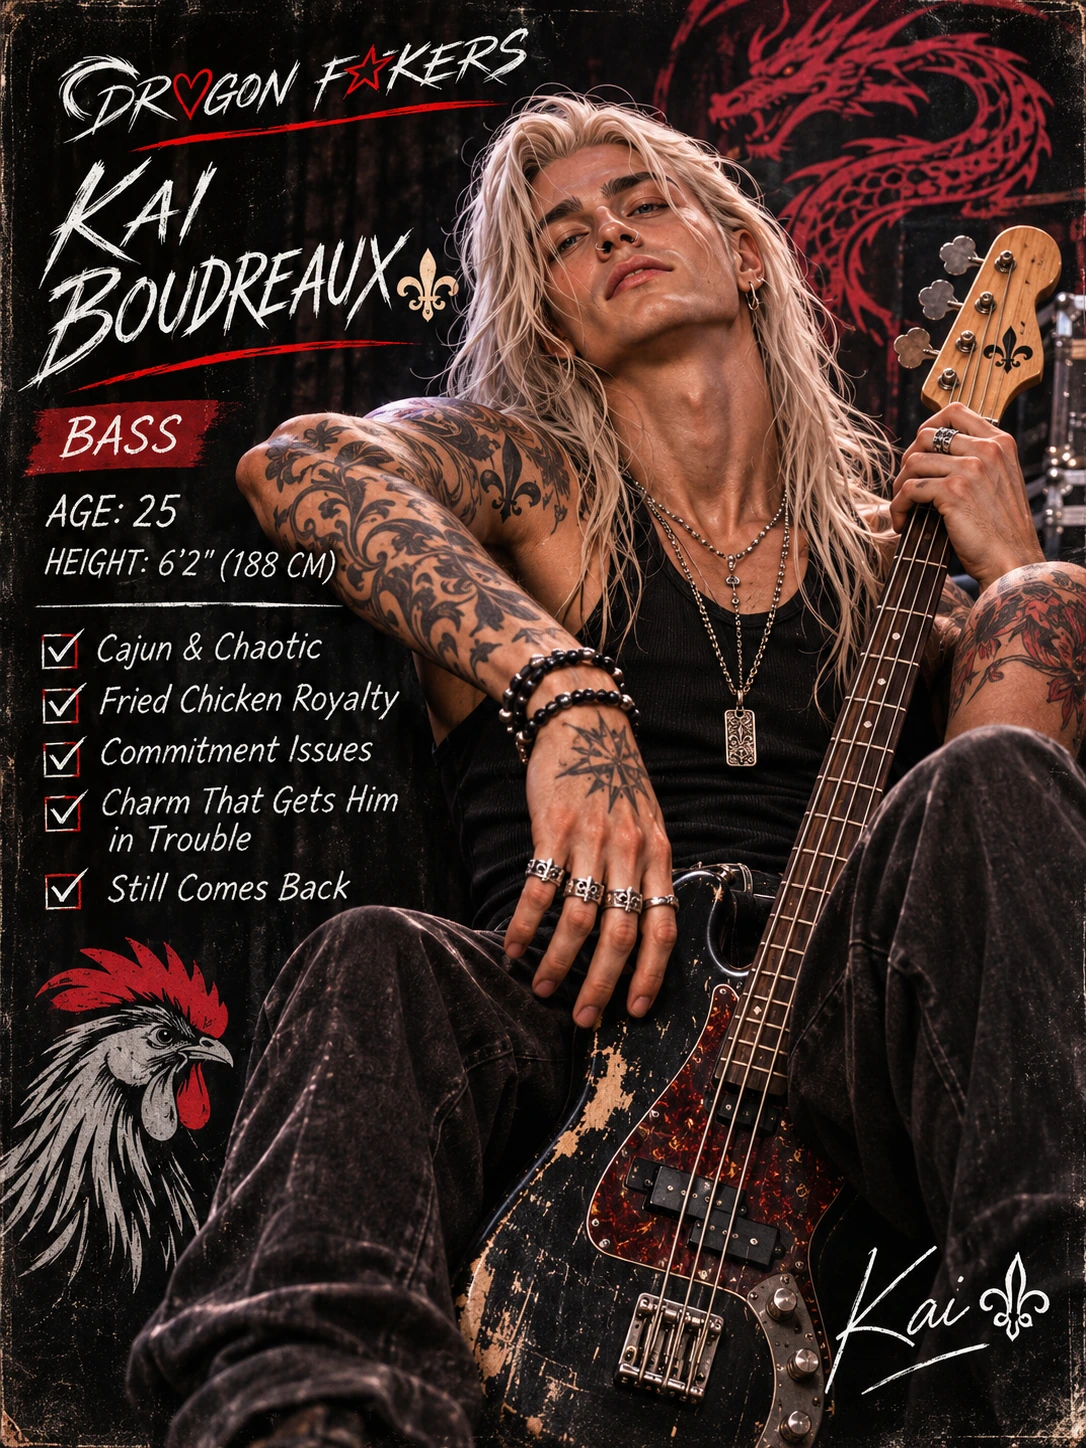 DR♡GON F☆KERS
KAI
BOUDREAUX
BASS
AGE: 25
HEIGHT: 6'2" (188 CM)
Cajun & Chaotic
Fried Chicken Royalty
Commitment Issues
Charm That Gets Him
in Trouble
Still Comes Back
Kai